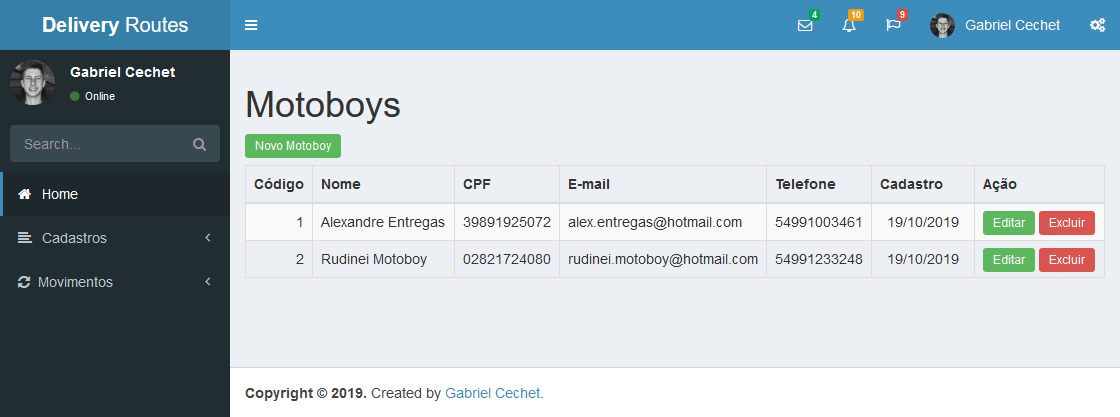 Delivery Routes
4 10 9 Gabriel Cechet
Gabriel Cechet
Online
Search...
Home
Cadastros
Movimentos
Motoboys
Novo Motoboy
Código Nome CPF E-mail Telefone Cadastro Ação
1 Alexandre Entregas 39891925072 alex.entregas@hotmail.com 54991003461 19/10/2019 Editar Excluir
2 Rudinei Motoboy 02821724080 rudinei.motoboy@hotmail.com 54991233248 19/10/2019 Editar Excluir
Copyright © 2019. Created by Gabriel Cechet.